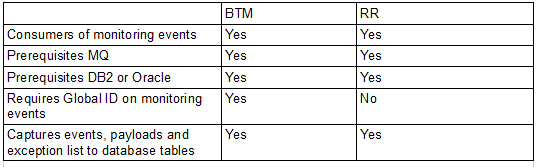 BTM RR
Consumers of monitoring events Yes Yes
Prerequisites MQ Yes Yes
Prerequisites DB2 or Oracle Yes Yes
Requires Global ID on monitoring Yes No
events
Captures events, payloads and Yes Yes
exception list to database tables